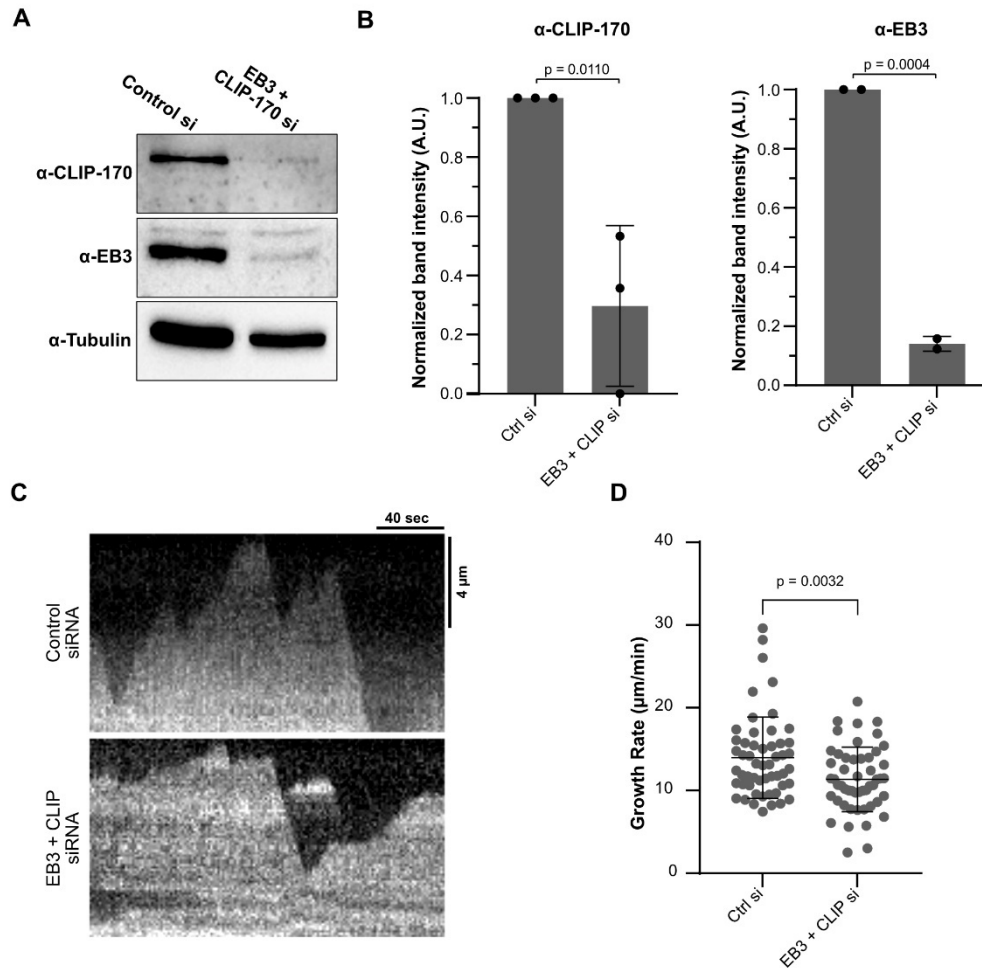 A
Control si
EB3 +
CLIP-170 si
α-CLIP-170
α-EB3
α-Tubulin
B
α-CLIP-170
p = 0.0110
Normalized band intensity (A.U.)
1.0
0.8
0.6
0.4
0.2
0.0
Ctrl si
EB3 + CLIP si
α-EB3
p = 0.0004
Normalized band intensity (A.U.)
1.0
0.8
0.6
0.4
0.2
0.0
Ctrl si
EB3 + CLIP si
C
40 sec
4 µm
Control
siRNA
EB3 + CLIP
siRNA
D
p = 0.0032
Growth Rate (µm/min)
40
30
20
10
0
Ctrl si
EB3 + CLIP si